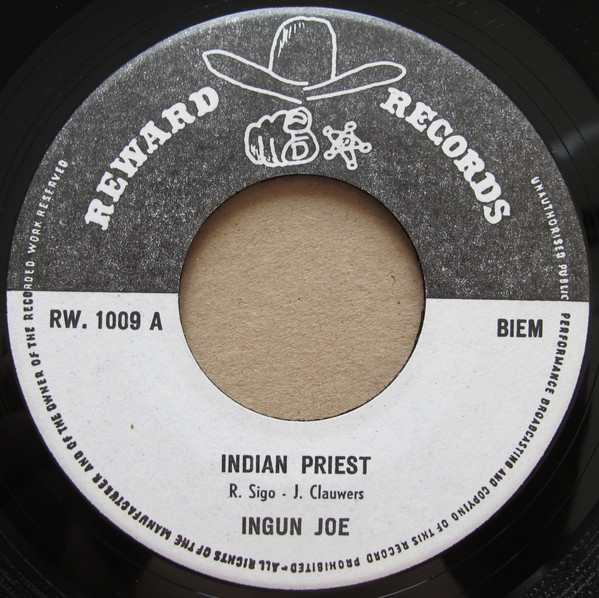 REWARD RECORDS
RW. 1009 A
BIEM
INDIAN PRIEST
R. Sigo - J. Clauwers
INGUN JOE
ALL RIGHTS OF THE MANUFACTURER AND OF THE OWNER OF THE RECORDED WORK RESERVED
UNAUTHORISED PUBLIC PERFORMANCE BROADCASTING AND COPYING OF THIS RECORD PROHIBITED-